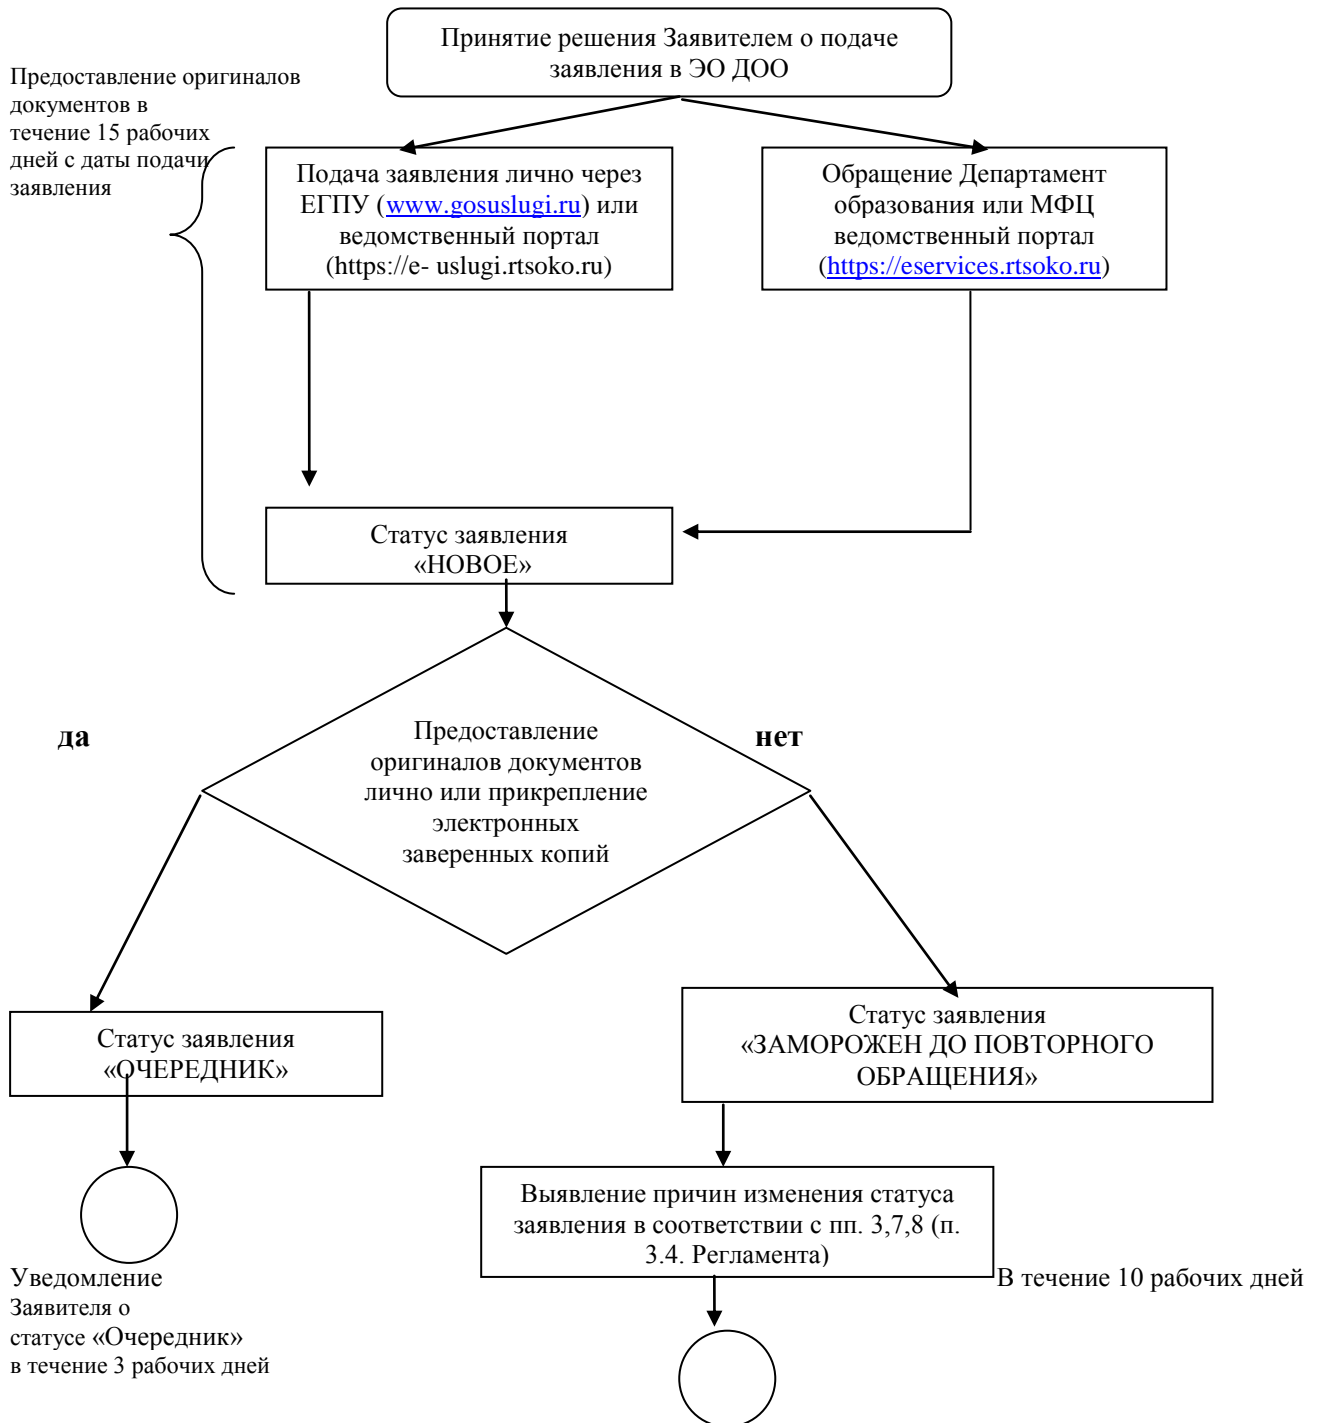 Принятие решения Заявителем о подаче
заявления в ЭО ДОО
Предоставление оригиналов
документов в
течение 15 рабочих
дней с даты подачи
заявления
Подача заявления лично через
ЕГПУ (www.gosuslugi.ru) или
ведомственный портал
(https://e- uslugi.rtsoko.ru)
Обращение Департамент
образования или МФЦ
ведомственный портал
(https://eservices.rtsoko.ru)
Статус заявления
«НОВОЕ»
да
нет
Предоставление
оригиналов документов
лично или прикрепление
электронных
заверенных копий
Статус заявления
«ОЧЕРЕДНИК»
Статус заявления
«ЗАМОРОЖЕН ДО ПОВТОРНОГО
ОБРАЩЕНИЯ»
Выявление причин изменения статуса
заявления в соответствии с пп. 3,7,8 (п.
3.4. Регламента)
Уведомление
Заявителя о
статусе «Очередник»
в течение 3 рабочих дней
В течение 10 рабочих дней